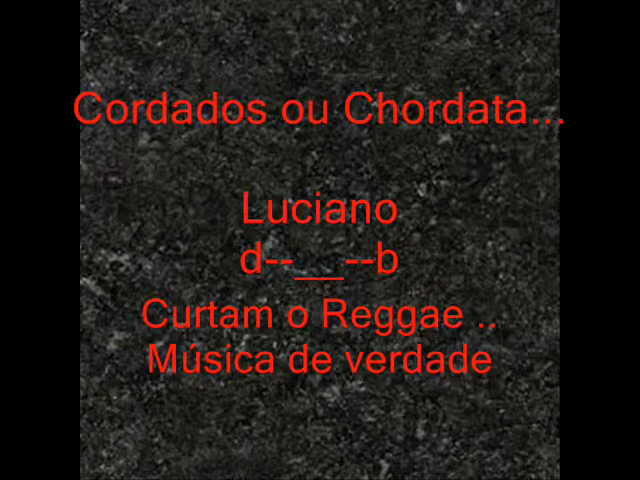 Cordados ou Chordata...
Luciano
d--__--b
Curtam o Reggae ..
Música de verdade